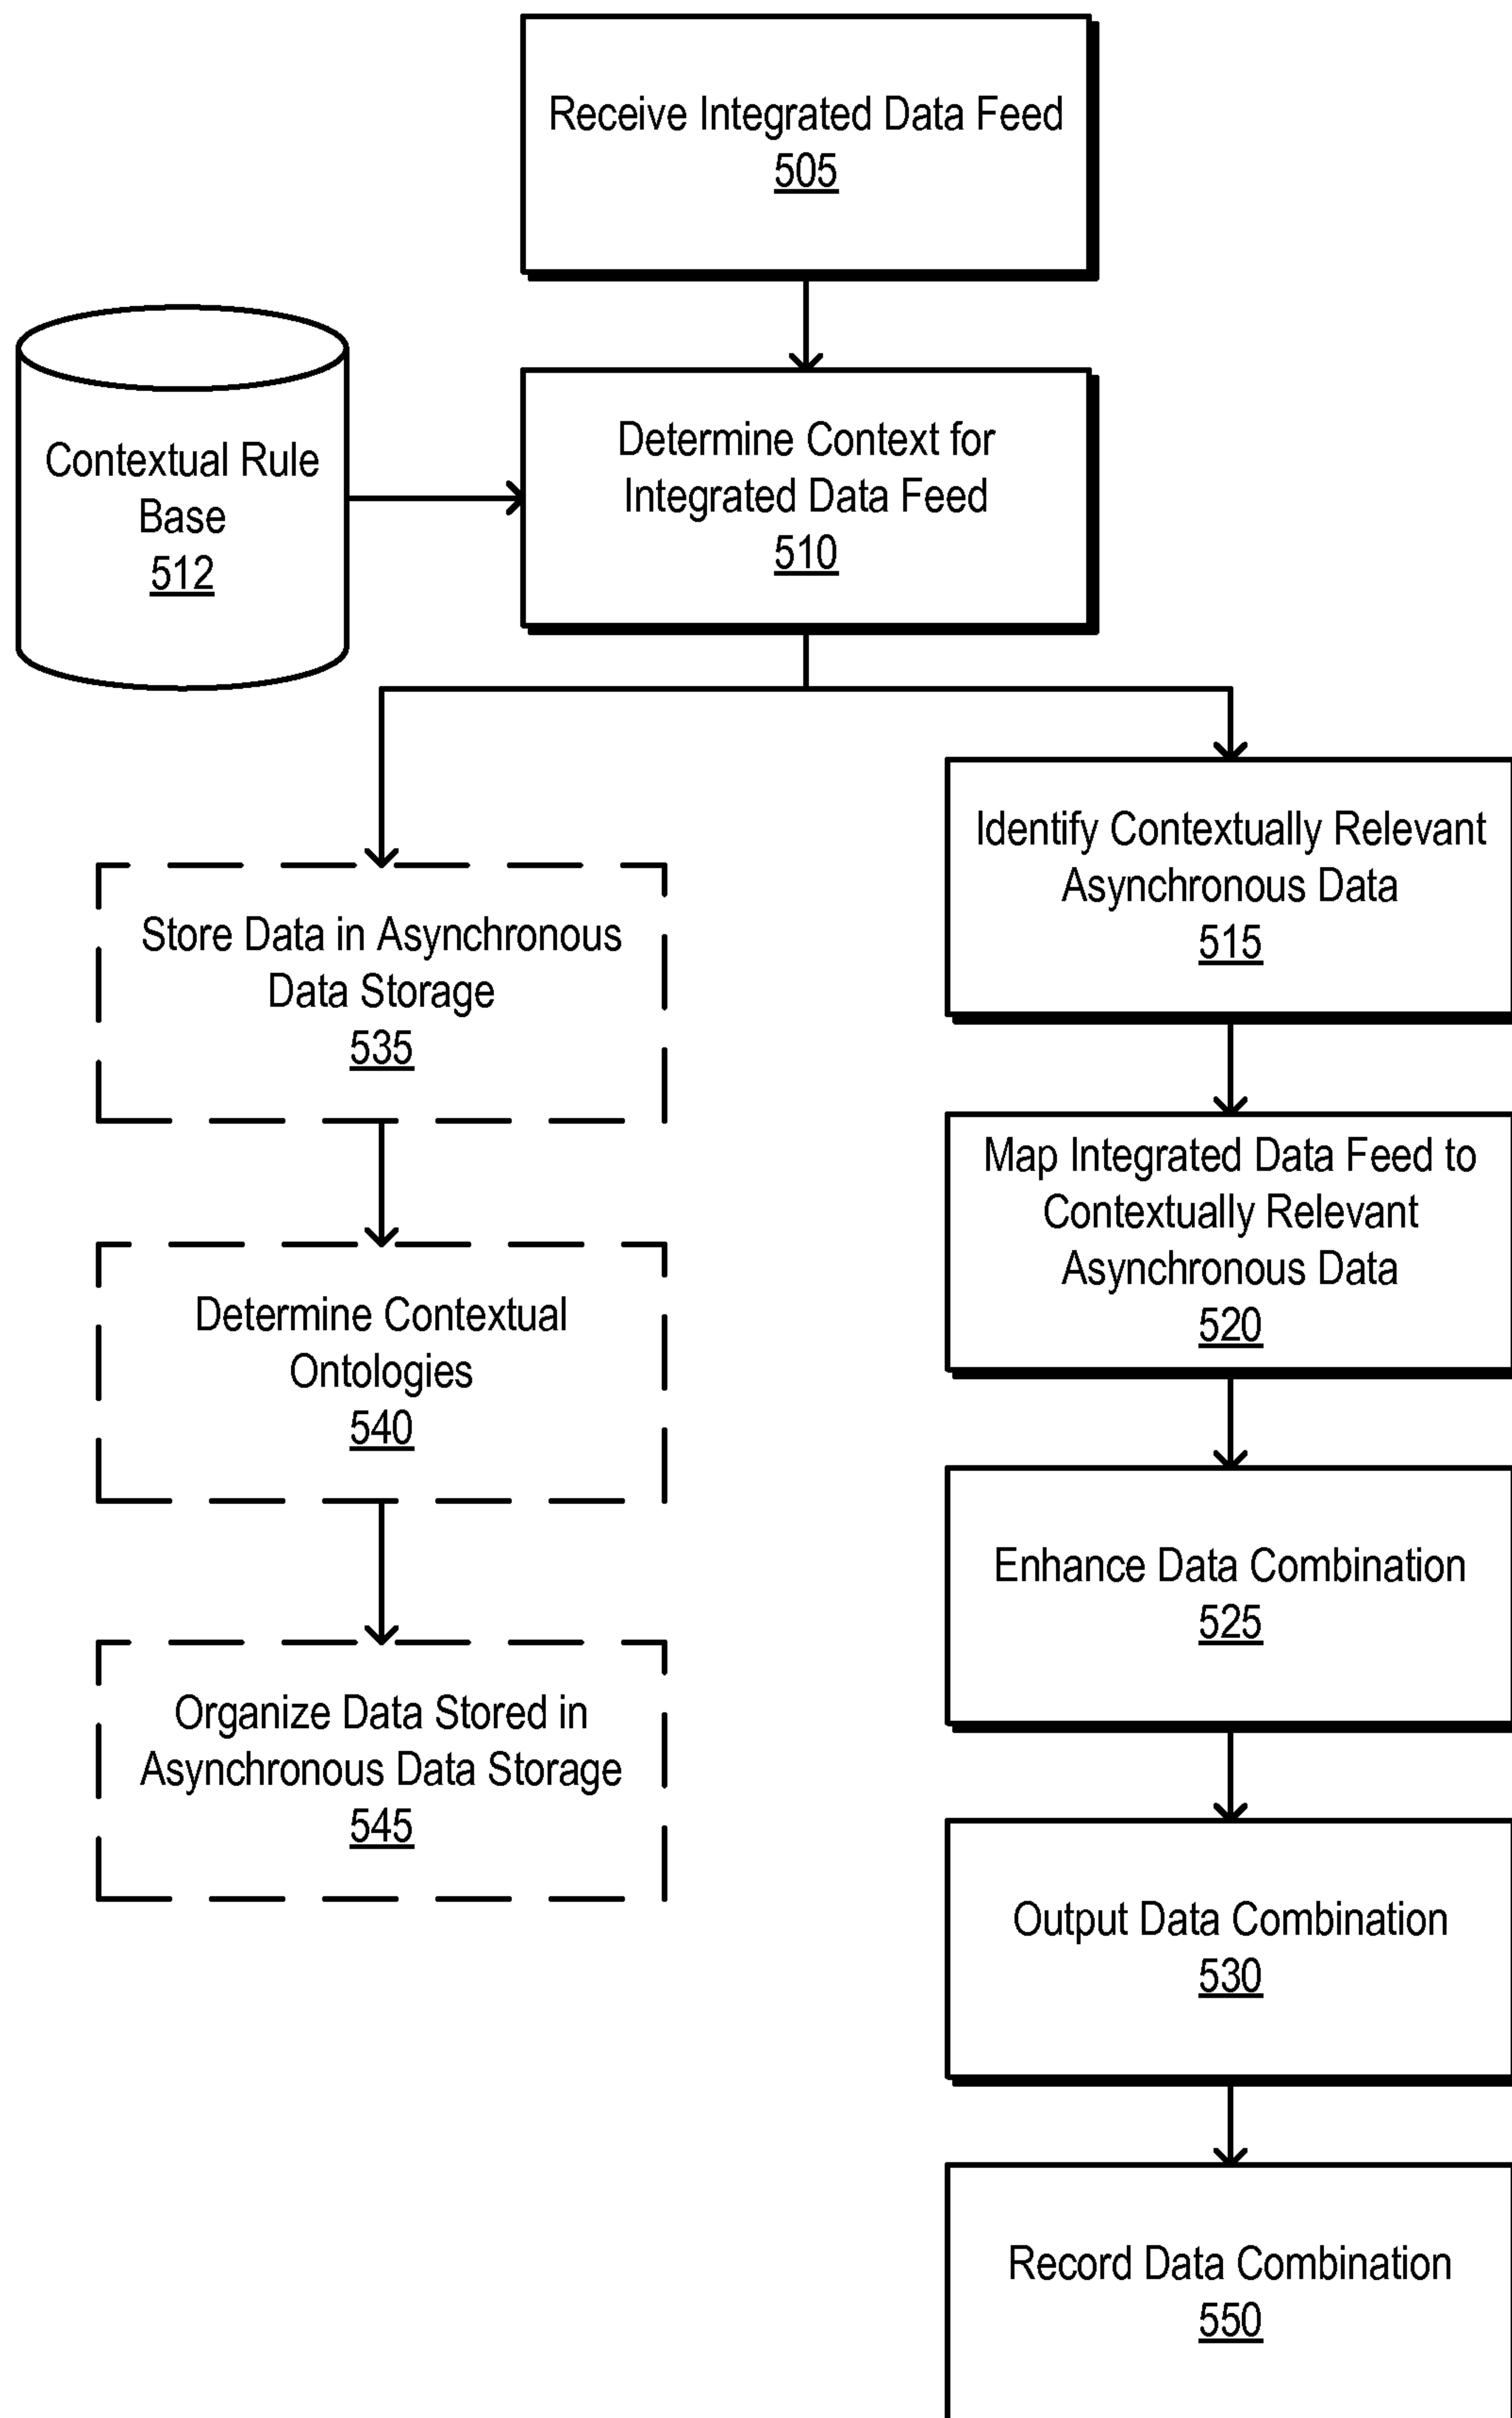 Receive Integrated Data Feed
505
Contextual Rule
Base
512
Determine Context for
Integrated Data Feed
510
Store Data in Asynchronous
Data Storage
535
Determine Contextual
Ontologies
540
Organize Data Stored in
Asynchronous Data Storage
545
Identify Contextually Relevant
Asynchronous Data
515
Map Integrated Data Feed to
Contextually Relevant
Asynchronous Data
520
Enhance Data Combination
525
Output Data Combination
530
Record Data Combination
550